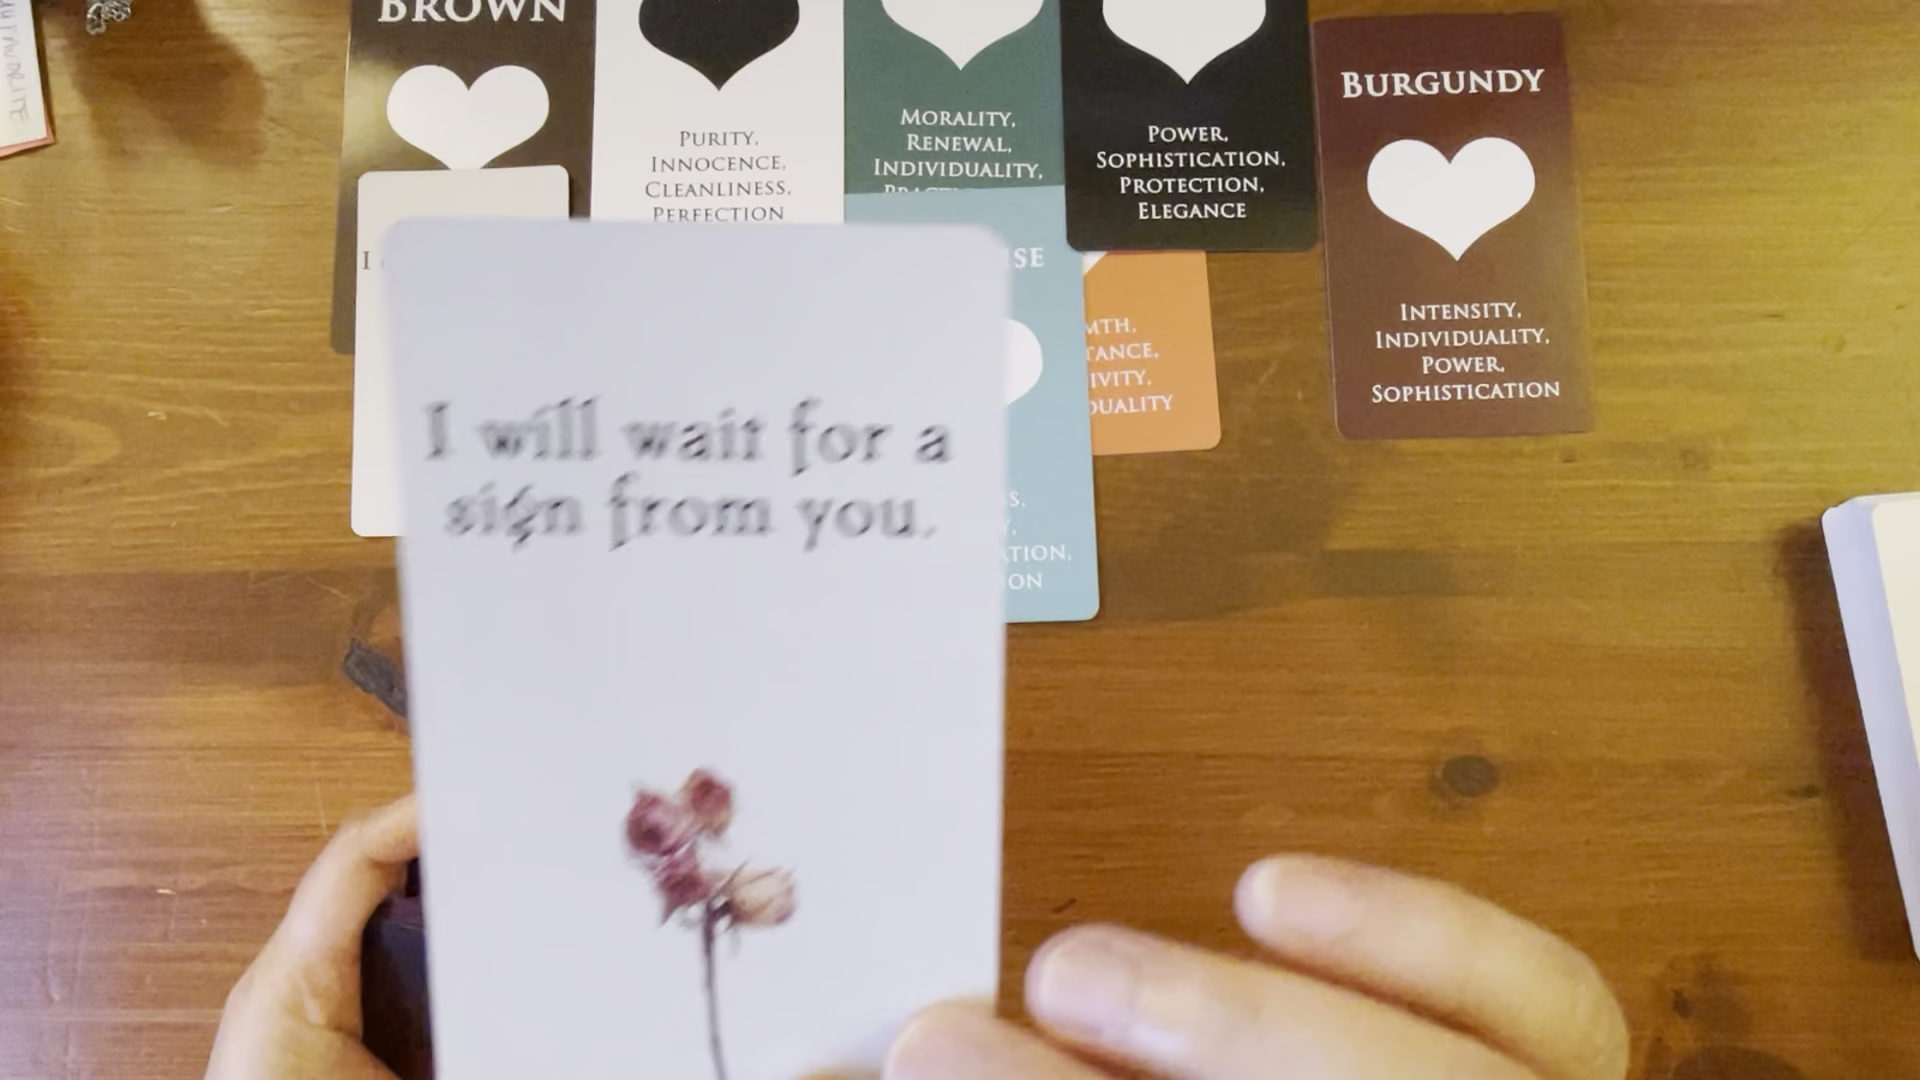 BROWN
PURITY,
INNOCENCE,
CLEANLINESS,
PERFECTION
MORALITY,
RENEWAL,
INDIVIDUALITY,
POWER,
SOPHISTICATION,
PROTECTION,
ELEGANCE
BURGUNDY
INTENSITY,
INDIVIDUALITY,
POWER,
SOPHISTICATION
I
I will wait for a
sign from you.